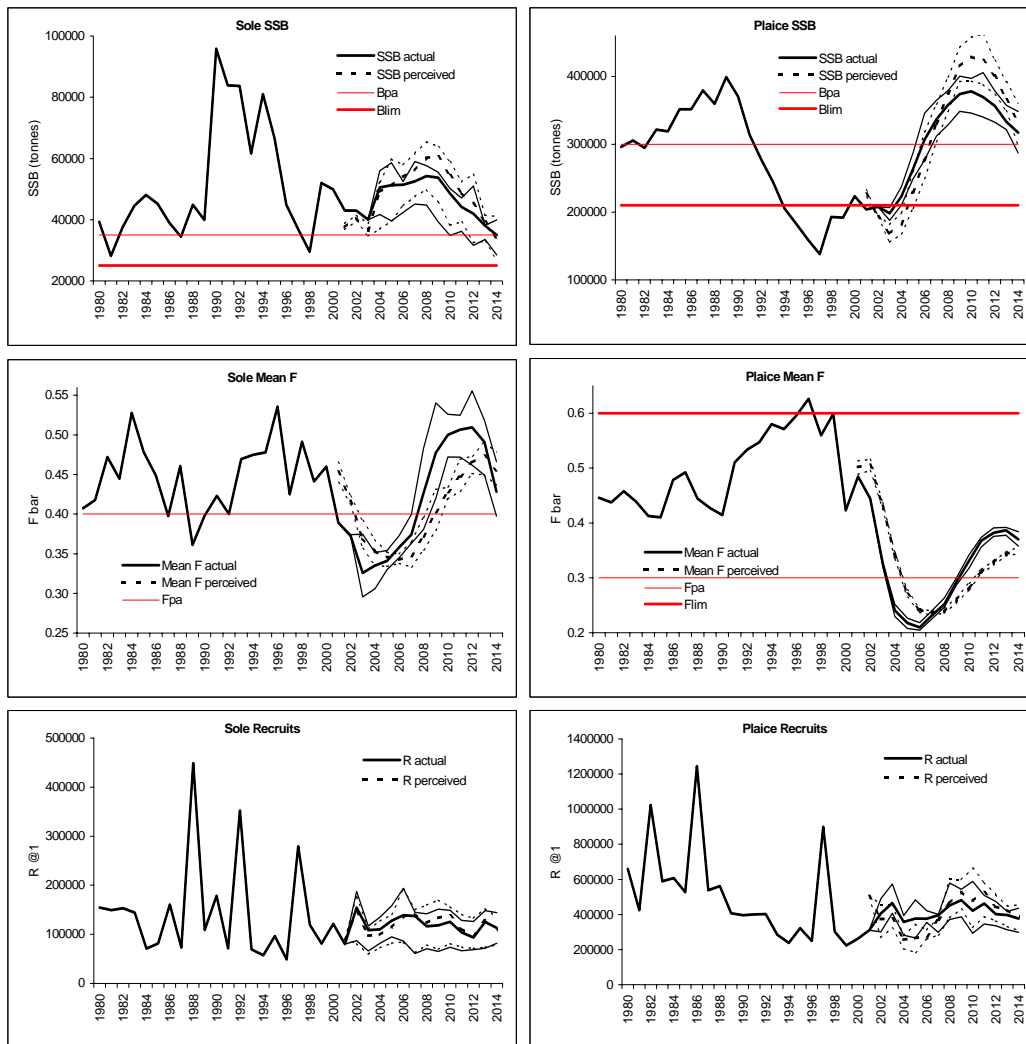 Sole SSB
SSB (tonnes)
100000
80000
60000
40000
20000
SSB actual
SSB perceived
Bpa
Blim
1980 1982 1984 1986 1988 1990 1992 1994 1996 1998 2000 2002 2004 2006 2008 2010 2012 2014
Plaice SSB
SSB (tonnes)
400000
300000
200000
100000
SSB actual
SSB percieved
Bpa
Blim
1980 1982 1984 1986 1988 1990 1992 1994 1996 1998 2000 2002 2004 2006 2008 2010 2012 2014
Sole Mean F
F bar
0.55
0.50
0.45
0.40
0.35
0.30
0.25
Mean F actual
Mean F perceived
Fpa
1980 1982 1984 1986 1988 1990 1992 1994 1996 1998 2000 2002 2004 2006 2008 2010 2012 2014
Plaice Mean F
F bar
0.6
0.5
0.4
0.3
0.2
Mean F actual
Mean F perceived
Fpa
Flim
1980 1982 1984 1986 1988 1990 1992 1994 1996 1998 2000 2002 2004 2006 2008 2010 2012 2014
Sole Recruits
R @1
500000
400000
300000
200000
100000
0
R actual
R perceived
1980 1982 1984 1986 1988 1990 1992 1994 1996 1998 2000 2002 2004 2006 2008 2010 2012 2014
Plaice Recruits
R @1
1400000
1200000
1000000
800000
600000
400000
200000
0
R actual
R perceived
1980 1982 1984 1986 1988 1990 1992 1994 1996 1998 2000 2002 2004 2006 2008 2010 2012 2014